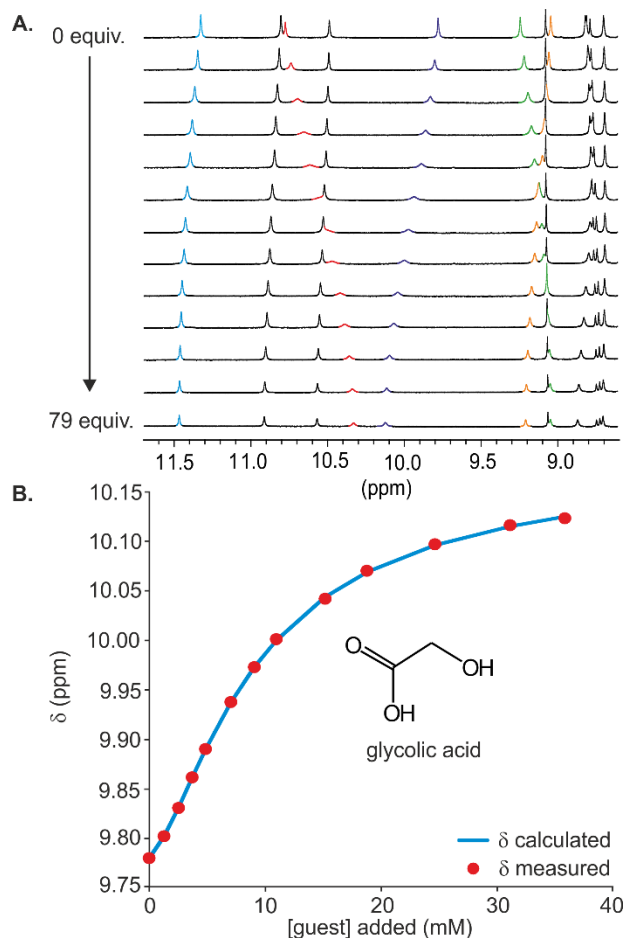 A.
0 equiv.
79 equiv.
11.5 11.0 10.5 10.0 9.5 9.0
(ppm)
B.
10.15
10.10
10.05
10.00
9.95
9.90
9.85
9.80
9.75
δ (ppm)
O
OH
OH
glycolic acid
δ calculated
δ measured
0 10 20 30 40
[guest] added (mM)